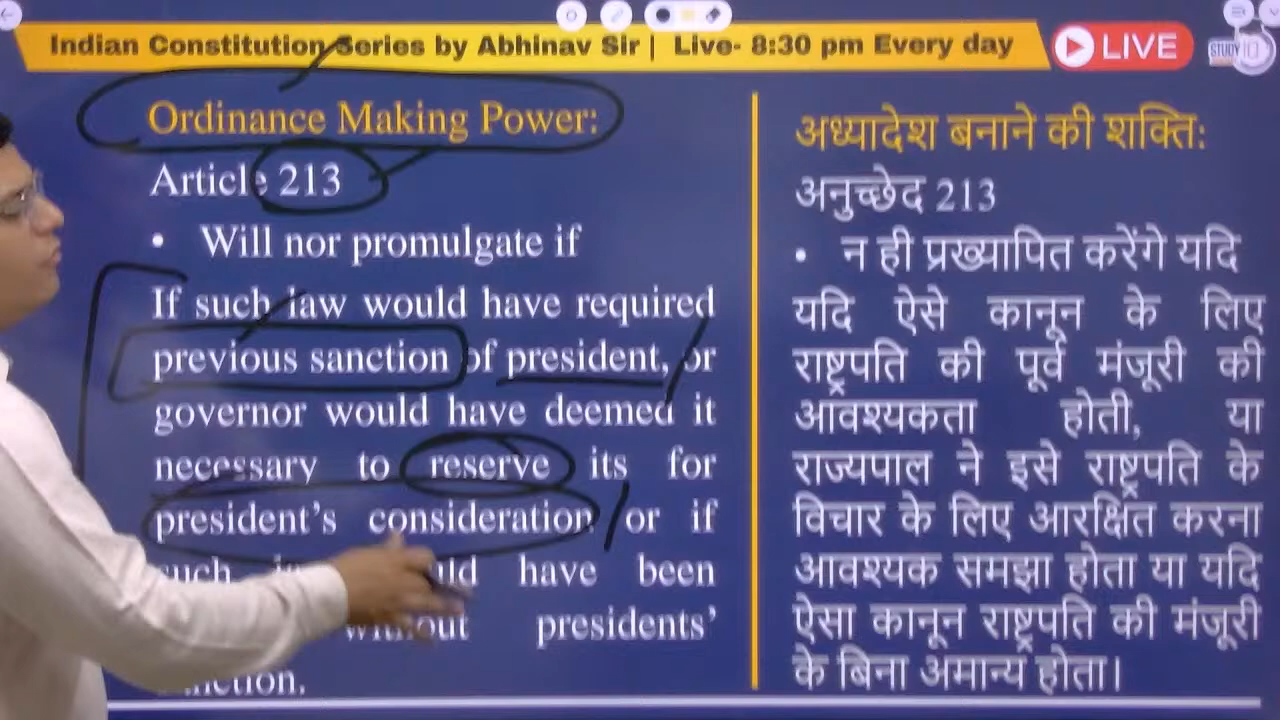 Indian Constitution Series by Abhinav Sir | Live- 8:30 pm Every day
LIVE
STUDY
Ordinance Making Power:
Article 213
• Will nor promulgate if
If such law would have required
previous sanction of president, or
governor would have deemed it
necessary to reserve its for
president's consideration or if
such have been
without presidents'
अध्यादेश बनाने की शक्ति:
अनुच्छेद 213
• न ही प्रख्यापित करेंगे यदि
यदि ऐसे कानून के लिए
राष्ट्रपति की पूर्व मंजूरी की
आवश्यकता होती, या
राज्यपाल ने इसे राष्ट्रपति के
विचार के लिए आरक्षित करना
आवश्यक समझा होता या यदि
ऐसा कानून राष्ट्रपति की मंजूरी
के बिना अमान्य होता।